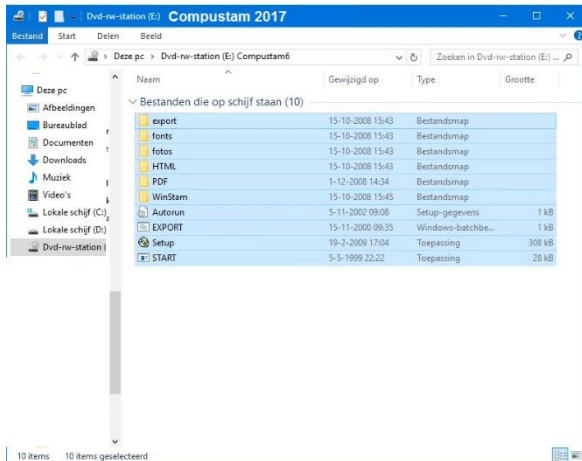 Dvd-rw-station (E:) Compustam 2017
Bestand Start Delen Beeld
Deze pc > Dvd-rw-station (E:) Compustam6
Zoeken in Dvd-rw-station (E:) ...
Naam Gewijzigd op Type Grootte
Bestanden die op schijf staan (10)
export 15-10-2008 15:43 Bestandsmap
fonts 15-10-2008 15:43 Bestandsmap
fotos 15-10-2008 15:43 Bestandsmap
HTML 15-10-2008 15:43 Bestandsmap
PDF 1-12-2008 14:34 Bestandsmap
WinStam 15-10-2008 15:45 Bestandsmap
Autorun 5-11-2002 09:08 Setup-gegevens 1 kB
EXPORT 15-11-2000 09:35 Windows-batchbe... 1 kB
Setup 19-2-2009 17:04 Toepassing 308 kB
START 5-5-1999 22:22 Toepassing 28 kB
Deze pc
Afbeeldingen
Bureaublad
Documenten
Downloads
Muziek
Video's
Lokale schijf (C:)
Lokale schijf (D:)
Dvd-rw-station (
10 items 10 items geselecteerd